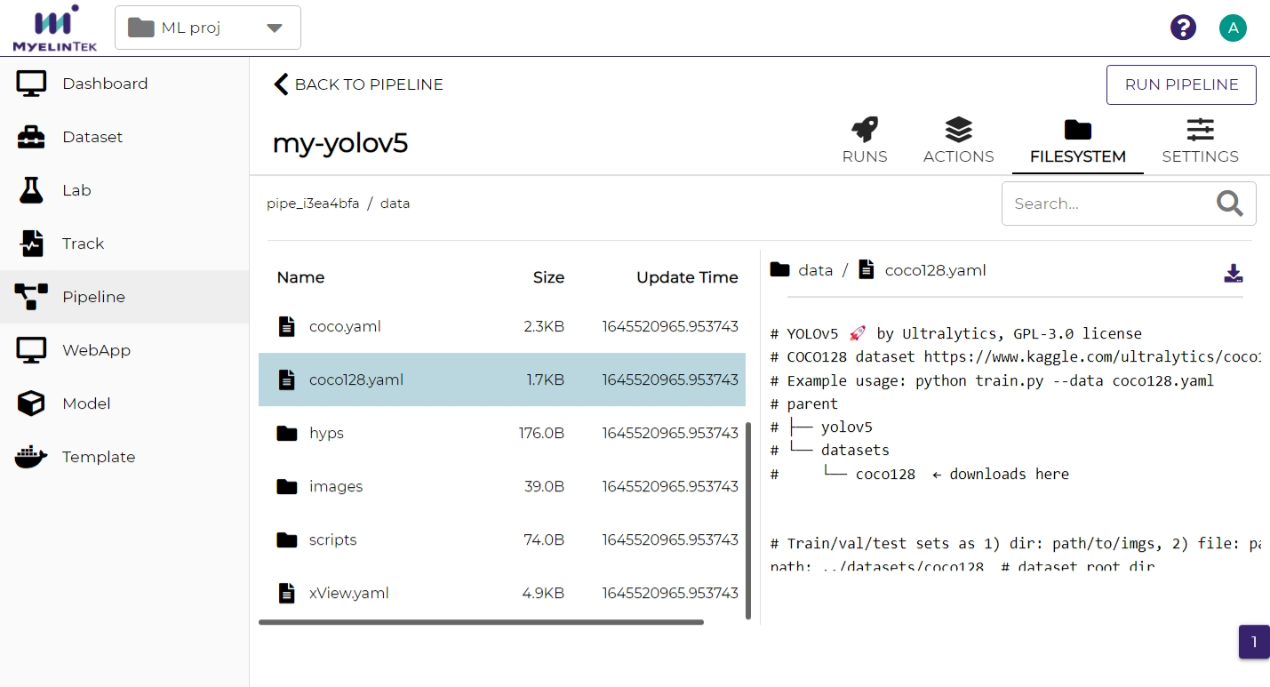 MYELINTEK
ML proj
?
A
Dashboard
Dataset
Lab
Track
Pipeline
WebApp
Model
Template
BACK TO PIPELINE
RUN PIPELINE
my-yolov5
RUNS
ACTIONS
FILESYSTEM
SETTINGS
pipe_i3ea4bfa / data
Search...
Name Size Update Time
coco.yaml 2.3KB 1645520965.953743
coco128.yaml 1.7KB 1645520965.953743
hyps 176.0B 1645520965.953743
images 39.0B 1645520965.953743
scripts 74.0B 1645520965.953743
xView.yaml 4.9KB 1645520965.953743
data / coco128.yaml
# YOLOv5 🚀 by Ultralytics, GPL-3.0 license
# COCO128 dataset https://www.kaggle.com/ultralytics/coco1
# Example usage: python train.py --data coco128.yaml
# parent
# ├── yolov5
# └── datasets
#     └── coco128  ← downloads here
# Train/val/test sets as 1) dir: path/to/imgs, 2) file: pa
path: ../datasets/coco128  # dataset root dir
1